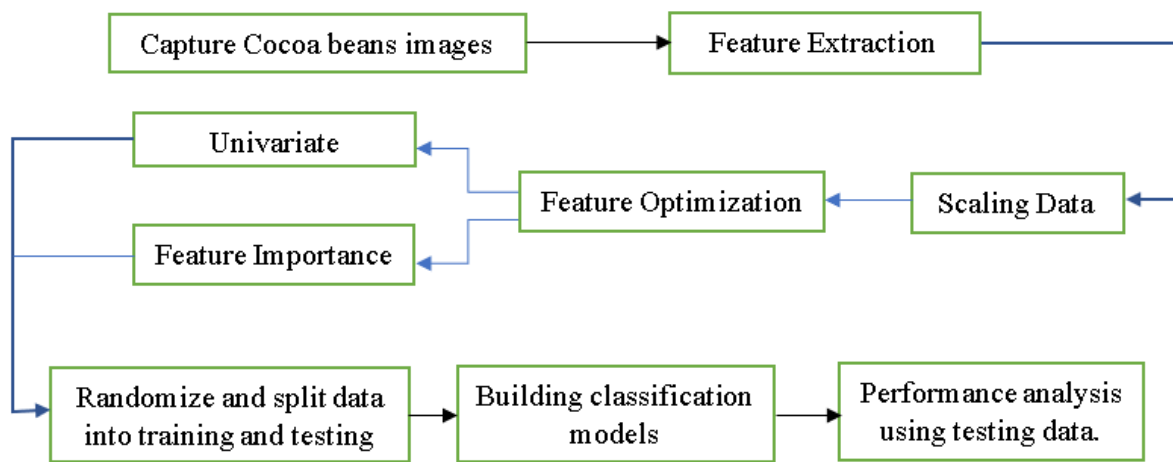 Capture Cocoa beans images
Feature Extraction
Scaling Data
Feature Optimization
Univariate
Feature Importance
Randomize and split data
into training and testing
Building classification
models
Performance analysis
using testing data.